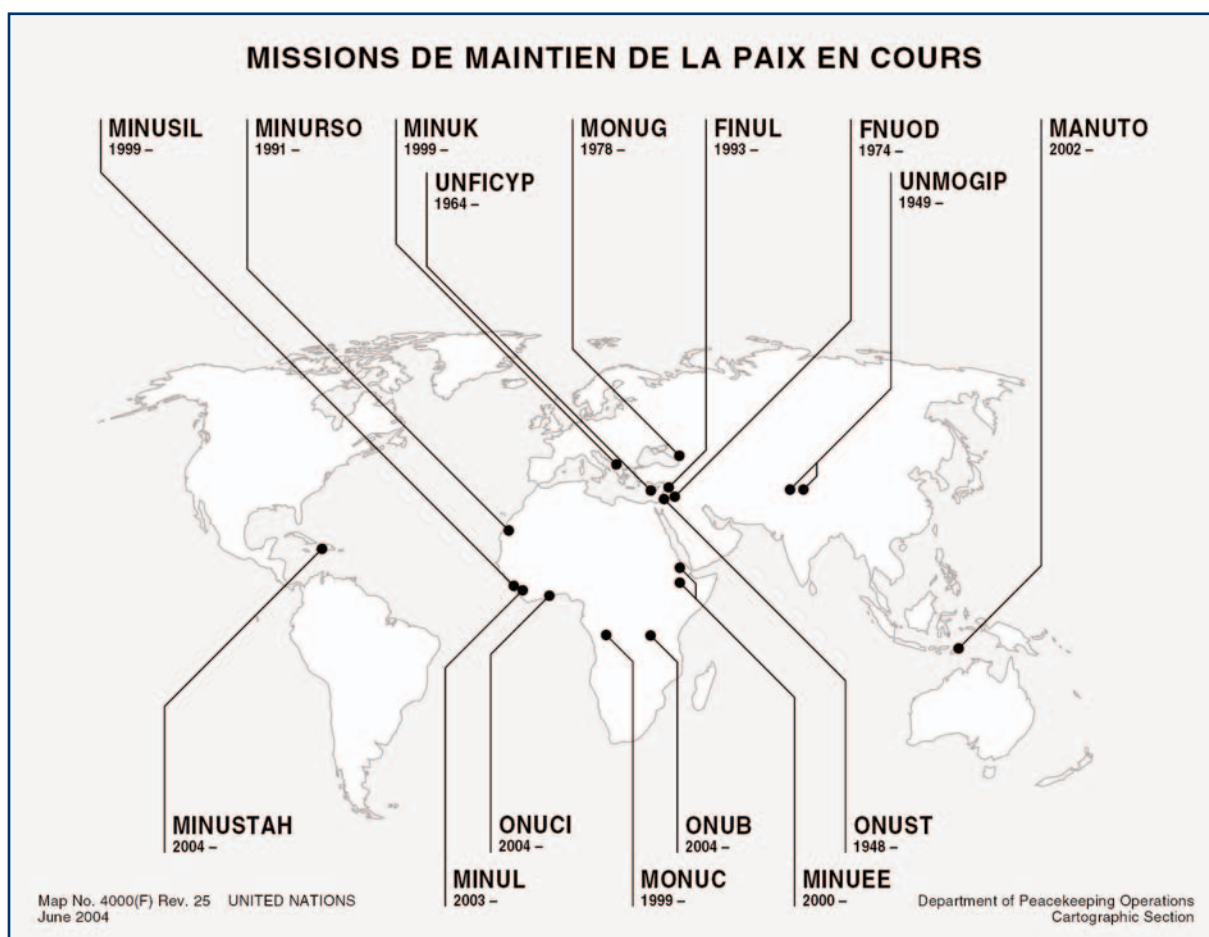 MISSIONS DE MAINTIEN DE LA PAIX EN COURS
MINUSIL
1999 –
MINURSO
1991 –
MINUK
1999 –
MONUG
1978 –
FINUL
1993 –
FNUOD
1974 –
MANUTO
2002 –
UNFICYP
1964 –
UNMOGIP
1949 –
MINUSTAH
2004 –
ONUCI
2004 –
ONUB
2004 –
ONUST
1948 –
MINUL
2003 –
MONUC
1999 –
MINUEE
2000 –
Map No. 4000(F) Rev. 25 UNITED NATIONS
June 2004
Department of Peacekeeping Operations
Cartographic Section